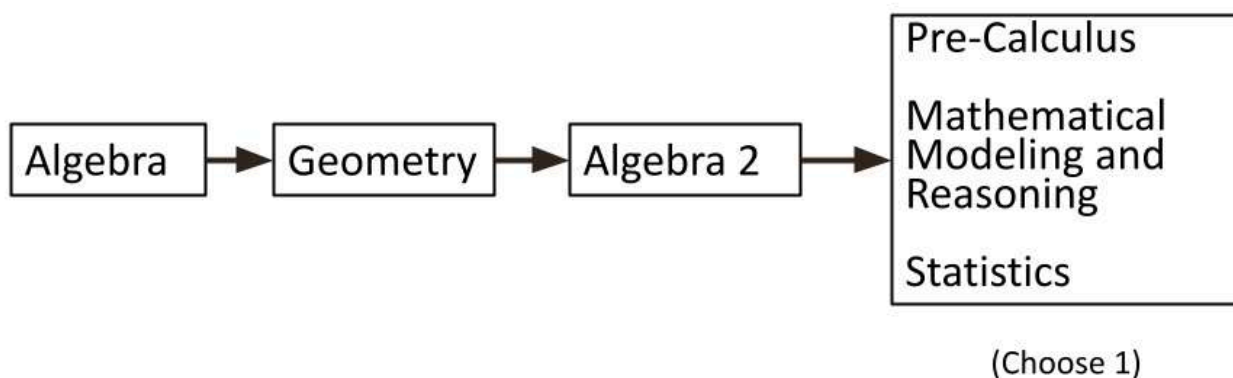 Algebra
Geometry
Algebra 2
Pre-Calculus
Mathematical
Modeling and
Reasoning
Statistics
(Choose 1)